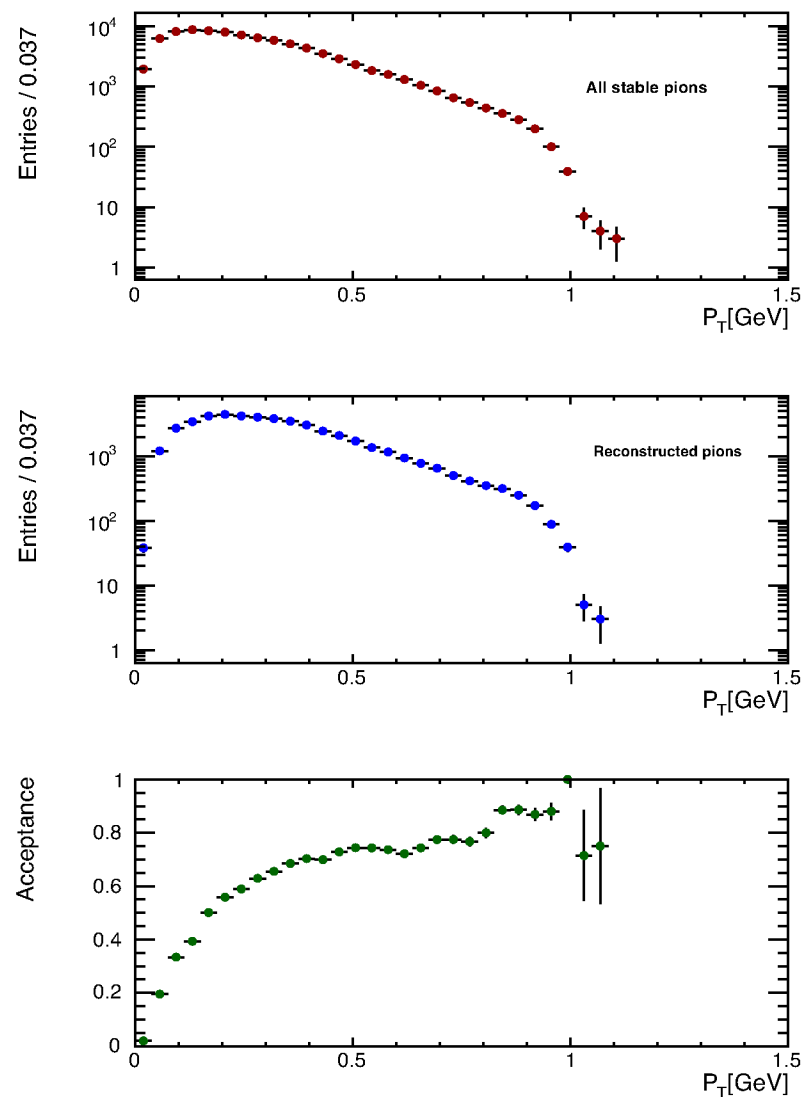 Entries / 0.037
10⁴
10³
10²
10
1
All stable pions
0 0.5 1 1.5
P_T[GeV]
Entries / 0.037
10³
10²
10
1
Reconstructed pions
0 0.5 1 1.5
P_T[GeV]
Acceptance
1
0.8
0.6
0.4
0.2
0
0 0.5 1 1.5
P_T[GeV]